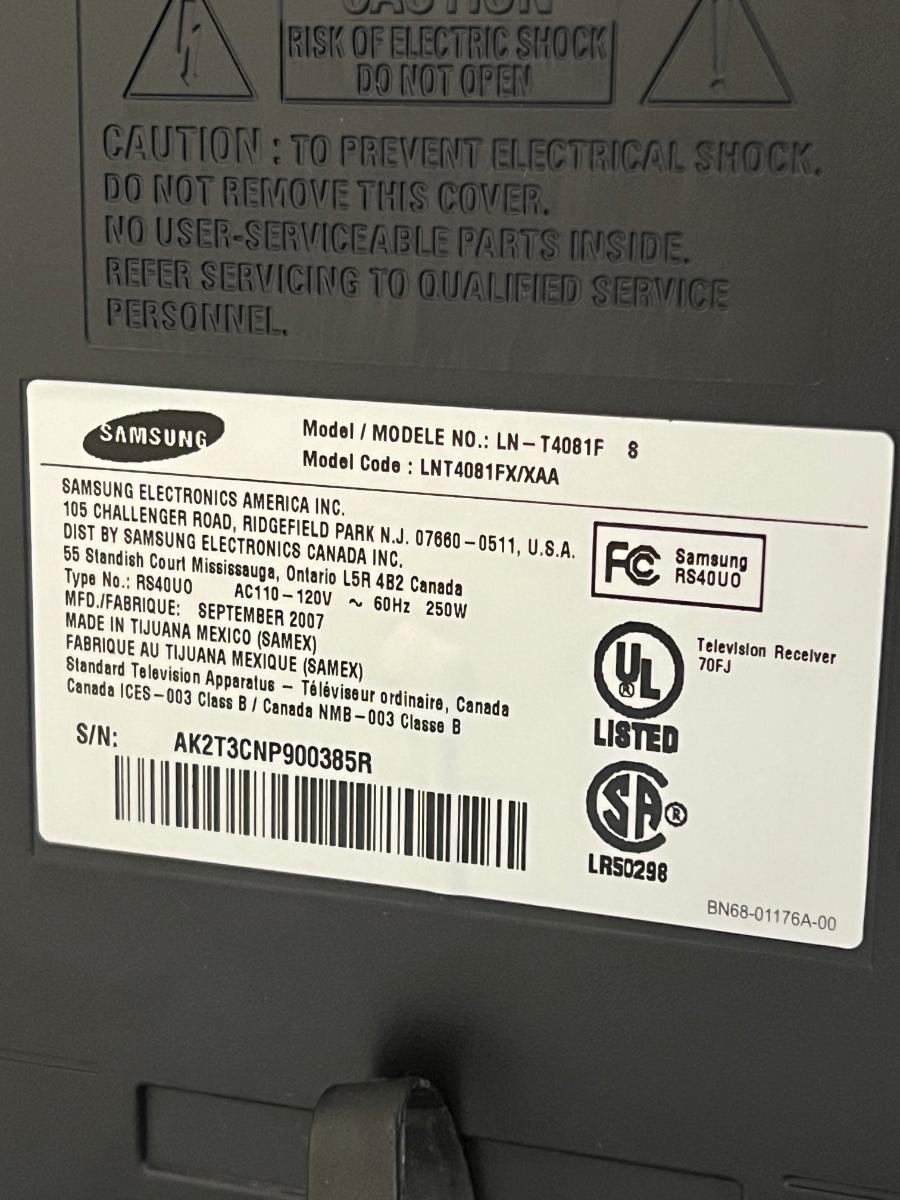 CAUTION
RISK OF ELECTRIC SHOCK
DO NOT OPEN
CAUTION : TO PREVENT ELECTRICAL SHOCK.
DO NOT REMOVE THIS COVER.
NO USER-SERVICEABLE PARTS INSIDE.
REFER SERVICING TO QUALIFIED SERVICE
PERSONNEL.
SAMSUNG
Model / MODELE NO.: LN-T4081F 8
Model Code : LNT4081FX/XAA
SAMSUNG ELECTRONICS AMERICA INC.
105 CHALLENGER ROAD, RIDGEFIELD PARK N.J. 07660-0511, U.S.A.
DIST BY SAMSUNG ELECTRONICS CANADA INC.
55 Standish Court Mississauga, Ontario L5R 4B2 Canada
Type No.: RS40UO AC110-120V ~ 60Hz 250W
MFD./FABRIQUE: SEPTEMBER 2007
MADE IN TIJUANA MEXICO (SAMEX)
FABRIQUE AU TIJUANA MEXIQUE (SAMEX)
Standard Television Apparatus - Téléviseur ordinaire, Canada
Canada ICES-003 Class B / Canada NMB-003 Classe B
S/N: AK2T3CNP900385R
FC Samsung
RS40UO
UL ®
LISTED
Television Receiver
70FJ
SA ®
LR50298
BN68-01176A-00